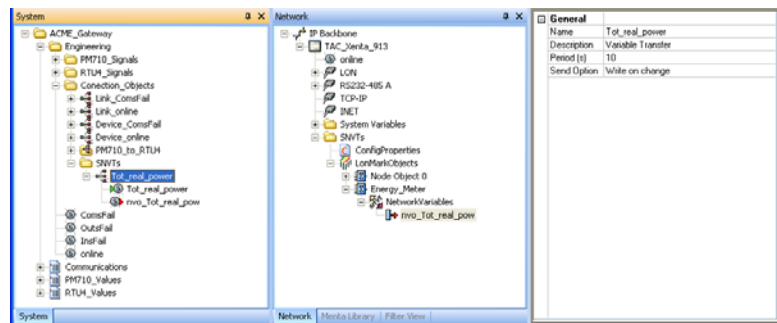 System
ACME_Gateway
Engineering
PM710_Signals
RTU4_Signals
Conection_Objects
Link_ComsFail
Link_online
Device_ComsFail
Device_online
PM710_to_RTU4
SNVTs
Tot_real_power
Tot_real_power
nvo_Tot_real_pow
ComsFail
OutsFail
InsFail
online
Communications
PM710_Values
RTU4_Values
System
Network
IP Backbone
TAC_Xenta_913
online
LON
RS232-485 A
TCP-IP
INET
System Variables
SNVTs
ConfigProperties
LonMarkObjects
Node Object 0
Energy_Meter
NetworkVariables
nvo_Tot_real_pow
Network Menta Library Filter View
General
Name Tot_real_power
Description Variable Transfer
Period (s) 10
Send Option Write on change